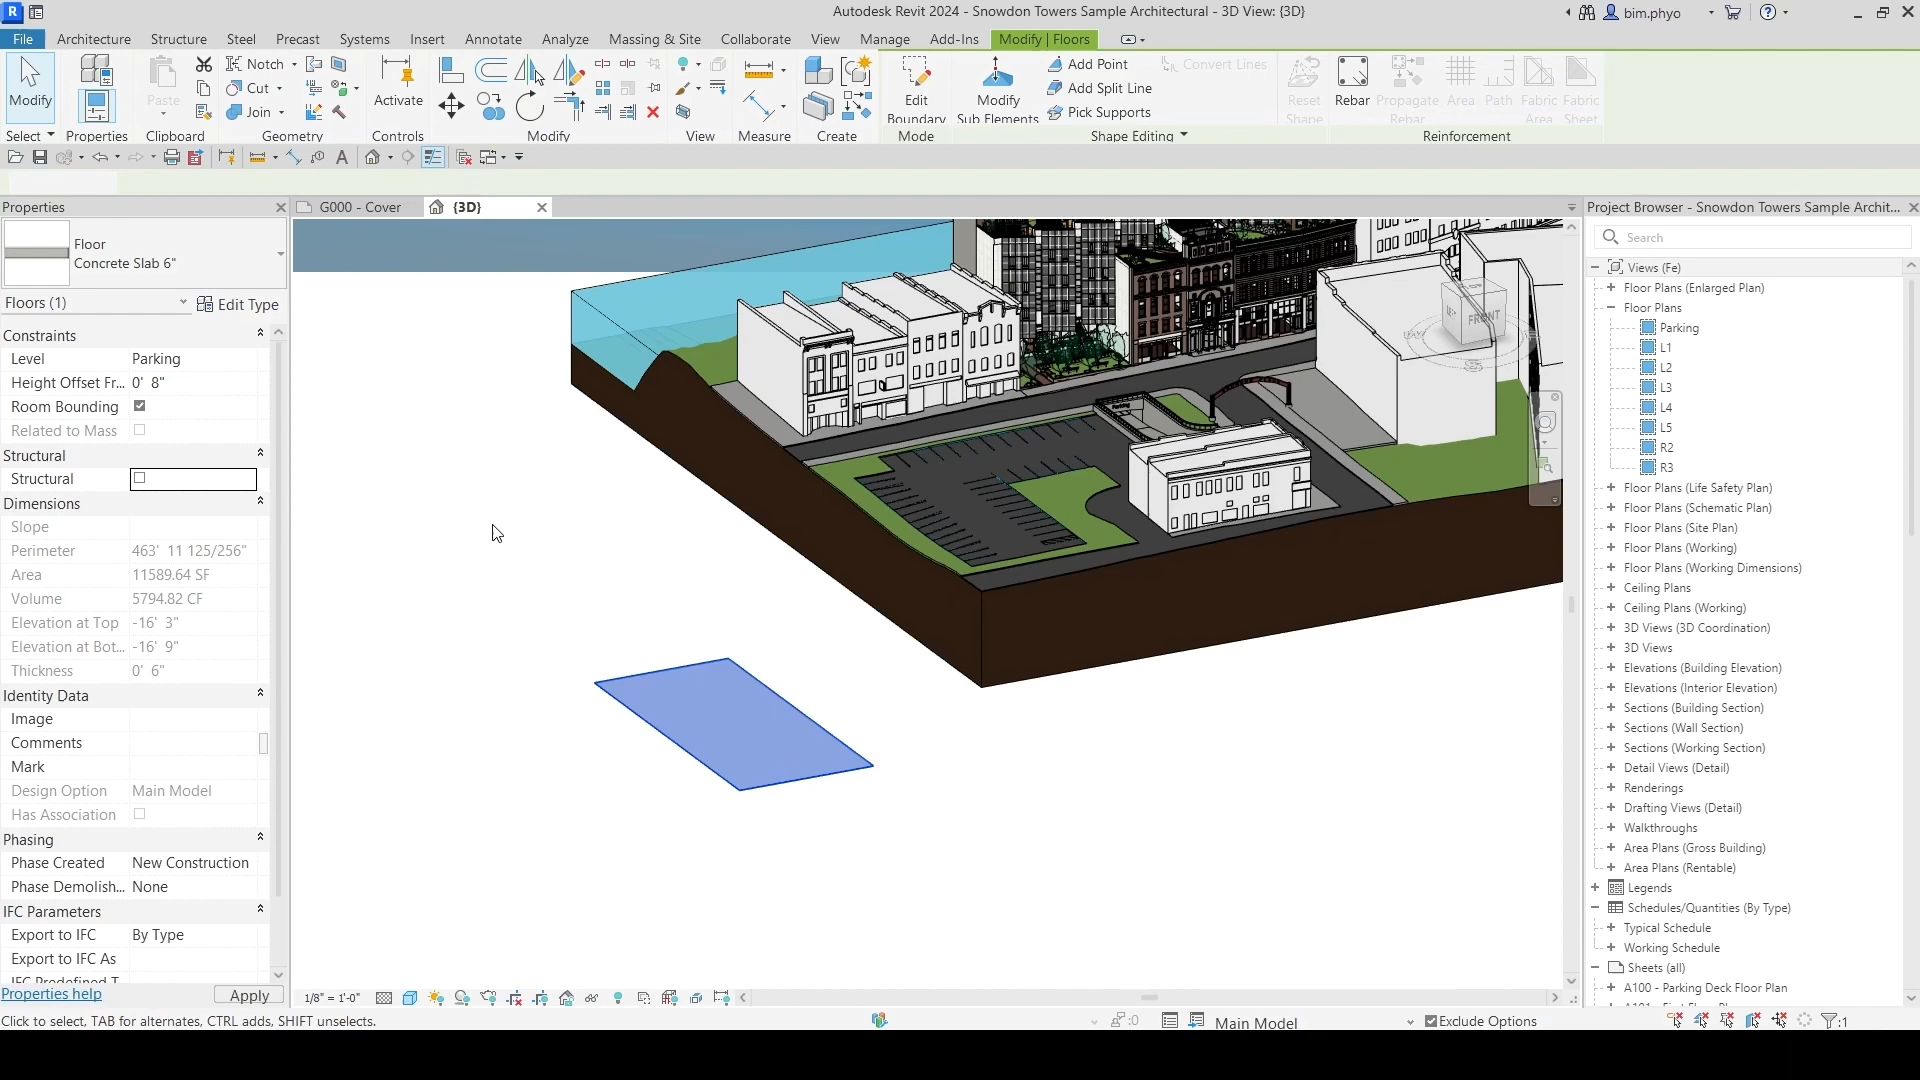 Autodesk Revit 2024 - Snowdon Towers Sample Architectural - 3D View: {3D}
bim.phyo
File Architecture Structure Steel Precast Systems Insert Annotate Analyze Massing & Site Collaborate View Manage Add-Ins Modify | Floors
Notch
Add Point
Convert Lines
Cut
Add Split Line
Join
Pick Supports
Modify
Paste
Activate
Edit
Boundary
Modify
Sub Elements
Reset
Shape
Rebar
Propagate
Rebar
Area
Path
Fabric
Area
Fabric
Sheet
Select Properties Clipboard Geometry Controls Modify View Measure Create Mode Shape Editing Reinforcement
Properties
G000 - Cover
{3D}
Project Browser - Snowdon Towers Sample Archit...
Floor
Concrete Slab 6"
Floors (1)
Edit Type
Constraints
Level Parking
Height Offset Fr... 0' 8"
Room Bounding
Related to Mass
Structural
Structural
Dimensions
Slope
Perimeter 463' 11 125/256"
Area 11589.64 SF
Volume 5794.82 CF
Elevation at Top -16' 3"
Elevation at Bot... -16' 9"
Thickness 0' 6"
Identity Data
Image
Comments
Mark
Design Option Main Model
Has Association
Phasing
Phase Created New Construction
Phase Demolish... None
IFC Parameters
Export to IFC By Type
Export to IFC As
IFC Predefined T
Properties help
Apply
FRONT
Parking
Search
Views (Fe)
Floor Plans (Enlarged Plan)
Floor Plans
Parking
L1
L2
L3
L4
L5
R2
R3
Floor Plans (Life Safety Plan)
Floor Plans (Schematic Plan)
Floor Plans (Site Plan)
Floor Plans (Working)
Floor Plans (Working Dimensions)
Ceiling Plans
Ceiling Plans (Working)
3D Views (3D Coordination)
3D Views
Elevations (Building Elevation)
Elevations (Interior Elevation)
Sections (Building Section)
Sections (Wall Section)
Sections (Working Section)
Detail Views (Detail)
Renderings
Drafting Views (Detail)
Walkthroughs
Area Plans (Gross Building)
Area Plans (Rentable)
Legends
Schedules/Quantities (By Type)
Typical Schedule
Working Schedule
Sheets (all)
A100 - Parking Deck Floor Plan
1/8" = 1'-0"
Click to select, TAB for alternates, CTRL adds, SHIFT unselects.
:0
Main Model
Exclude Options
:1